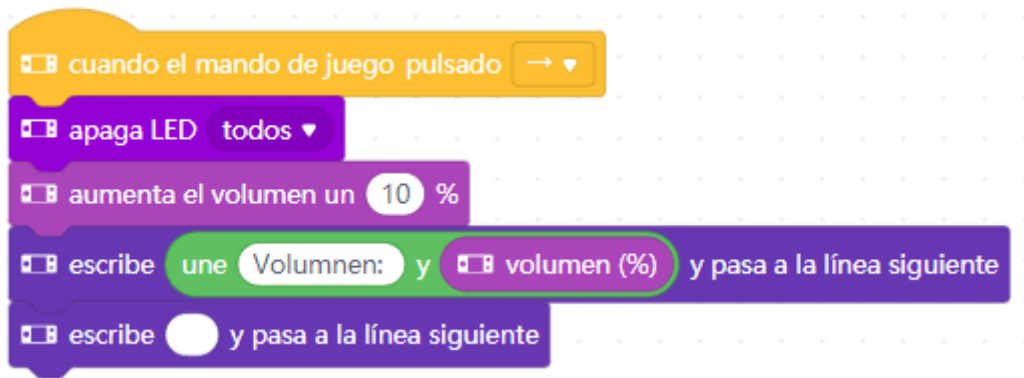 cuando el mando de juego pulsado → ▾
apaga LED todos ▾
aumenta el volumen un 10 %
escribe une Volumnen: y volumen (%) y pasa a la línea siguiente
escribe y pasa a la línea siguiente